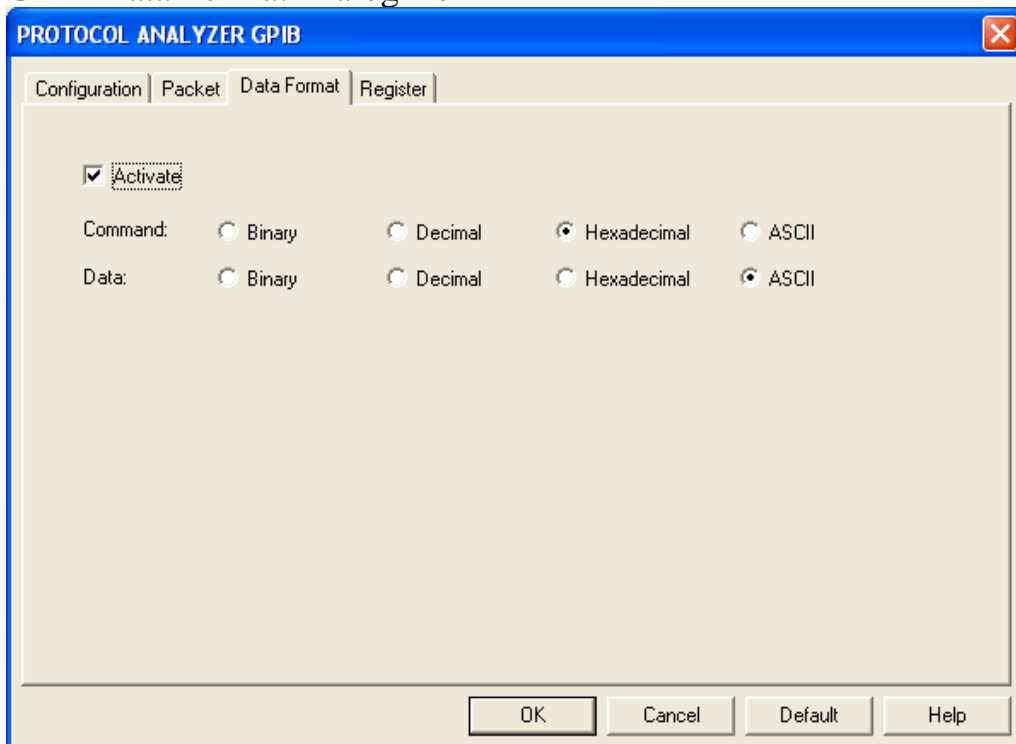 PROTOCOL ANALYZER GPIB
Configuration Packet Data Format Register
Activate
Command: Binary Decimal Hexadecimal ASCII
Data: Binary Decimal Hexadecimal ASCII
OK Cancel Default Help